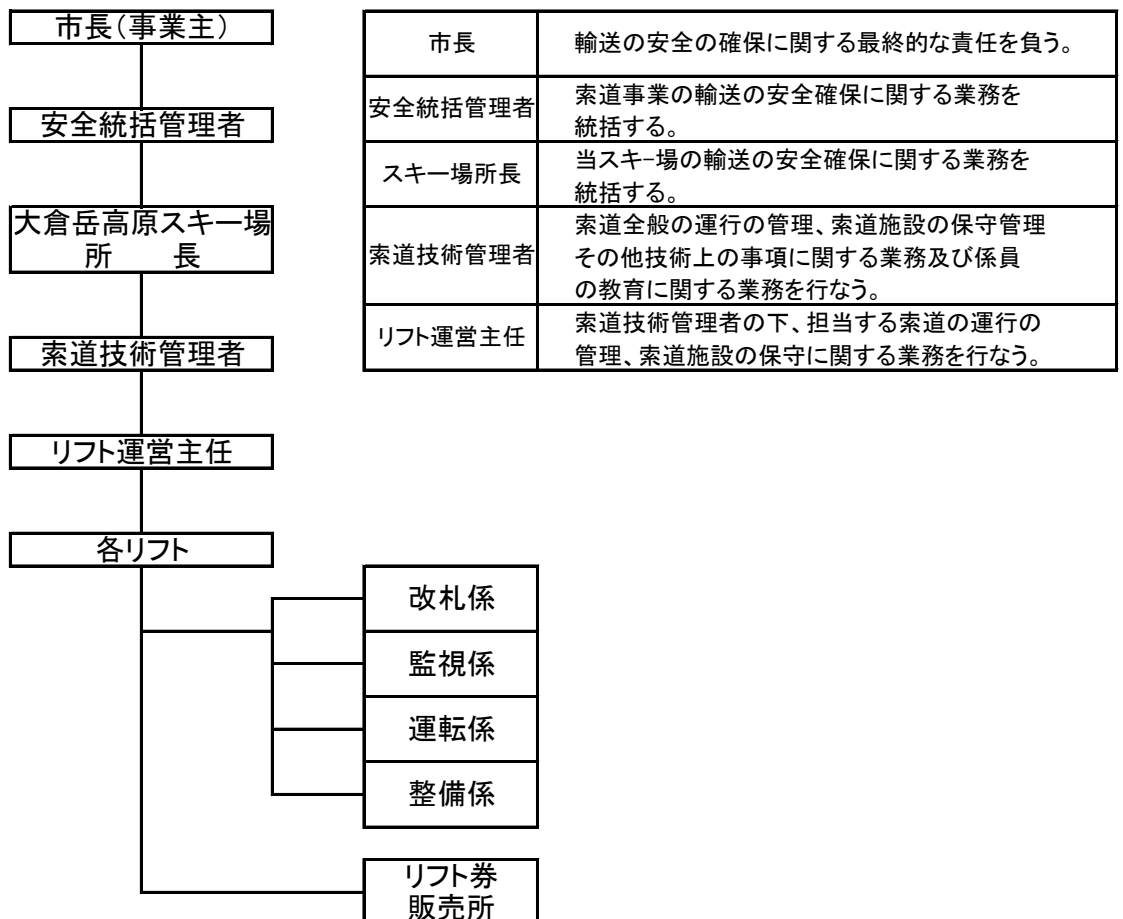 市長(事業主)
安全統括管理者
大倉岳高原スキー場
所　　長
索道技術管理者
リフト運営主任
各リフト
改札係
監視係
運転係
整備係
リフト券
販売所
市長
輸送の安全の確保に関する最終的な責任を負う。
安全統括管理者
索道事業の輸送の安全確保に関する業務を
統括する。
スキー場所長
当スキ-場の輸送の安全確保に関する業務を
統括する。
索道技術管理者
索道全般の運行の管理、索道施設の保守管理
その他技術上の事項に関する業務及び係員
の教育に関する業務を行なう。
リフト運営主任
索道技術管理者の下、担当する索道の運行の
管理、索道施設の保守に関する業務を行なう。